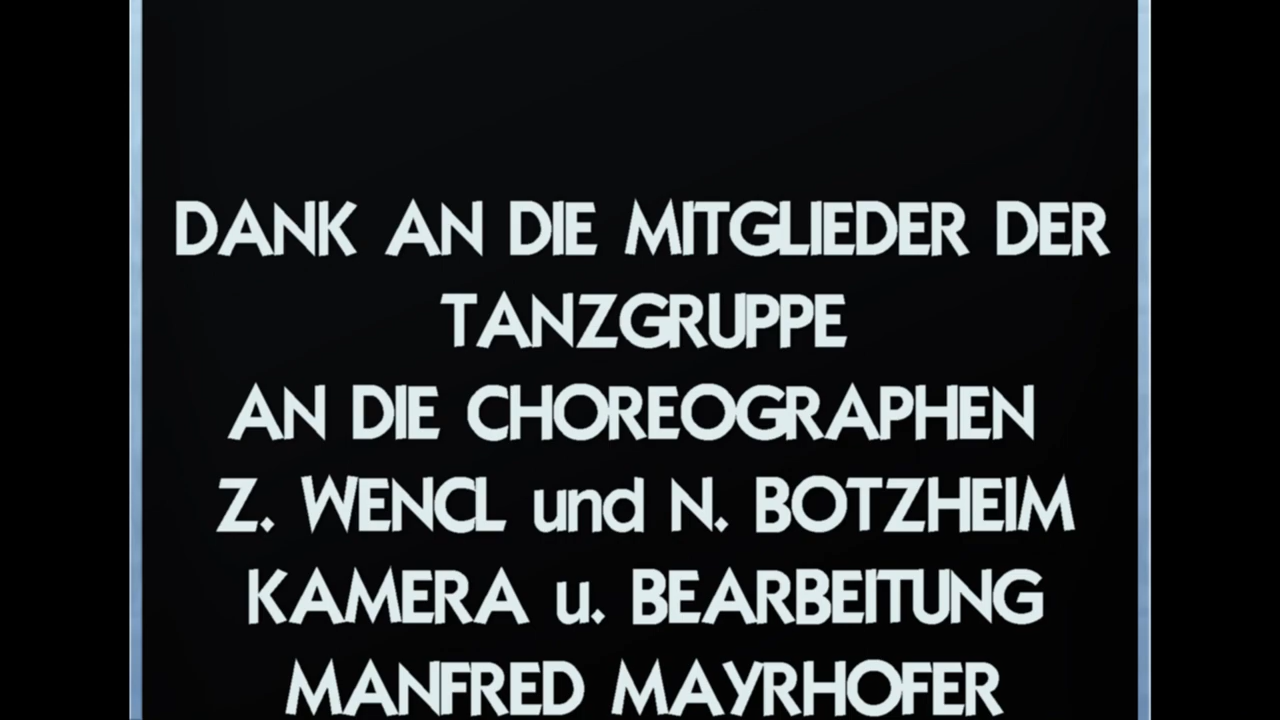 DANK AN DIE MITGLIEDER DER
TANZGRUPPE
AN DIE CHOREOGRAPHEN
Z. WENCL und N. BOTZHEIM
KAMERA u. BEARBEITUNG
MANFRED MAYRHOFER